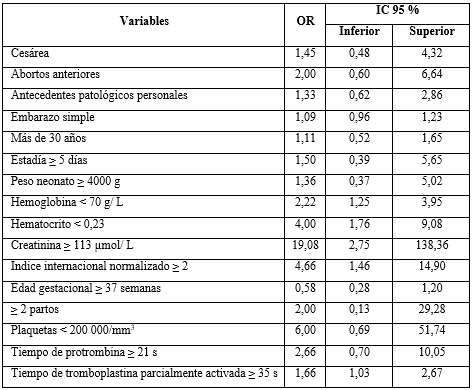 Variables OR IC 95 %
Inferior Superior
Cesárea 1,45 0,48 4,32
Abortos anteriores 2,00 0,60 6,64
Antecedentes patológicos personales 1,33 0,62 2,86
Embarazo simple 1,09 0,96 1,23
Más de 30 años 1,11 0,52 1,65
Estadía ≥ 5 días 1,50 0,39 5,65
Peso neonato ≥ 4000 g 1,36 0,37 5,02
Hemoglobina < 70 g/ L 2,22 1,25 3,95
Hematocrito < 0,23 4,00 1,76 9,08
Creatinina ≥ 113 µmol/ L 19,08 2,75 138,36
Indice internacional normalizado ≥ 2 4,66 1,46 14,90
Edad gestacional ≥ 37 semanas 0,58 0,28 1,20
≥ 2 partos 2,00 0,13 29,28
Plaquetas < 200 000/mm³ 6,00 0,69 51,74
Tiempo de protrombina ≥ 21 s 2,66 0,70 10,05
Tiempo de tromboplastina parcialmente activada ≥ 35 s 1,66 1,03 2,67